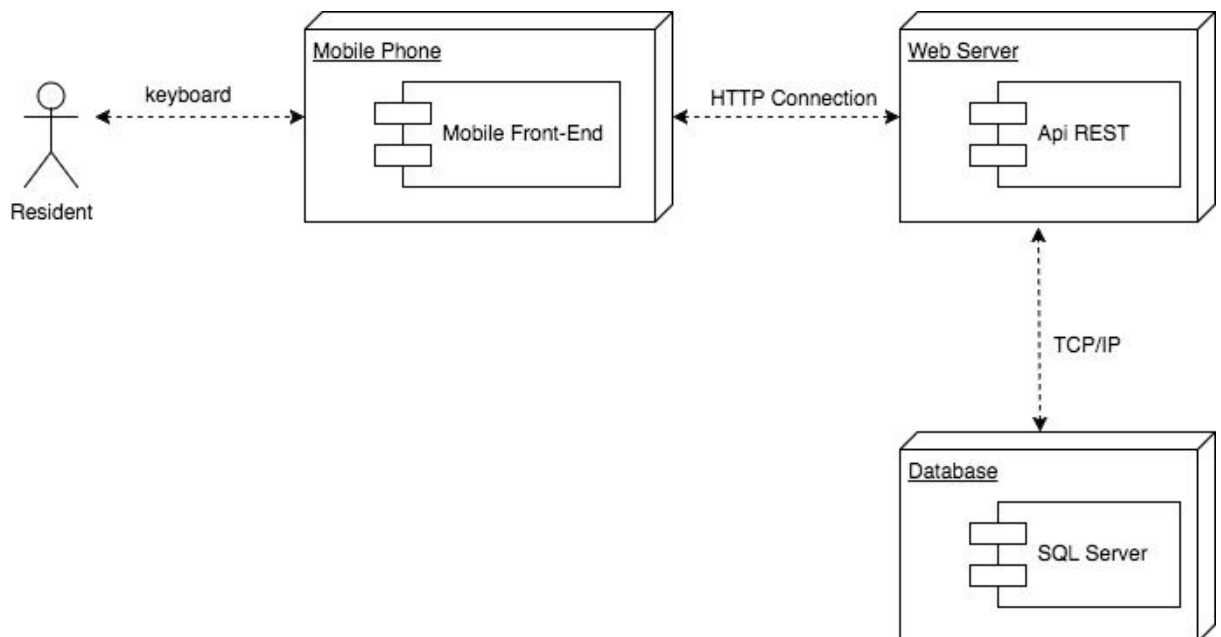 Mobile Phone
Web Server
keyboard
HTTP Connection
Mobile Front-End
Api REST
Resident
TCP/IP
Database
SQL Server